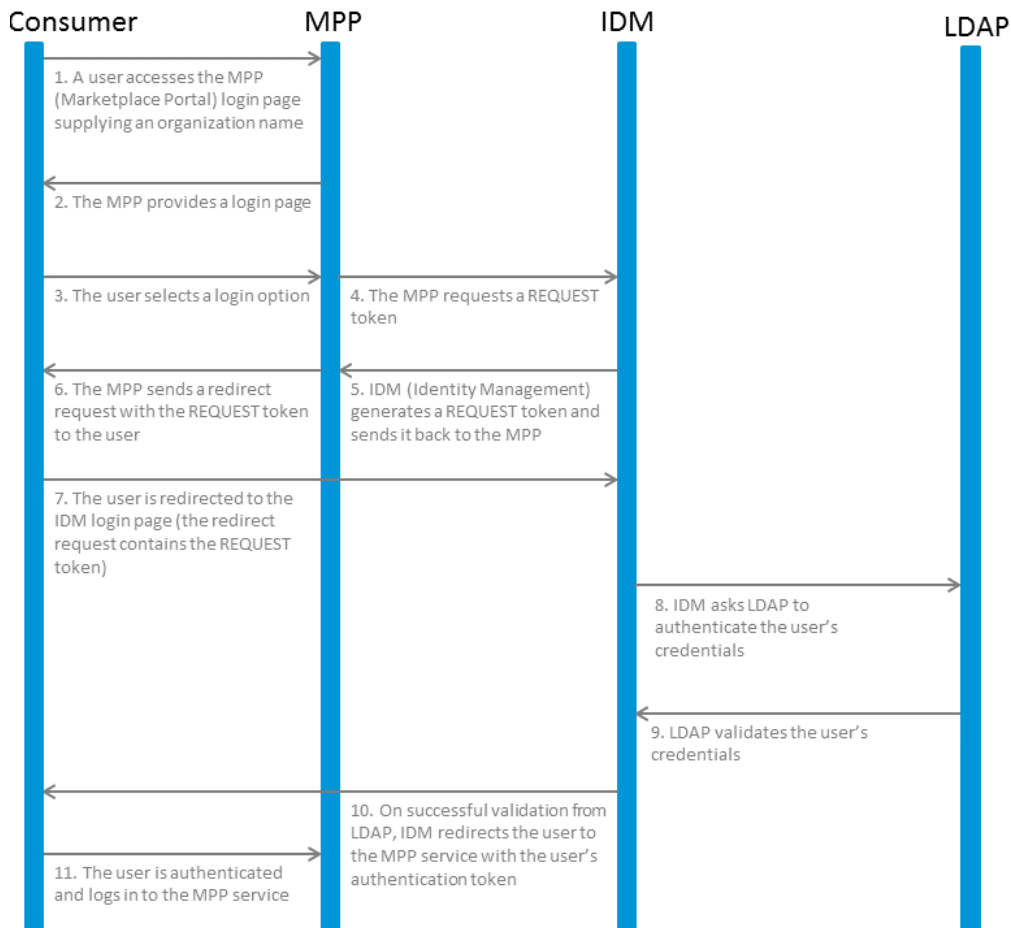 Consumer
MPP
IDM
LDAP
1. A user accesses the MPP
(Marketplace Portal) login page
supplying an organization name
2. The MPP provides a login page
3. The user selects a login option
4. The MPP requests a REQUEST
token
6. The MPP sends a redirect
request with the REQUEST token
to the user
5. IDM (Identity Management)
generates a REQUEST token and
sends it back to the MPP
7. The user is redirected to the
IDM login page (the redirect
request contains the REQUEST
token)
8. IDM asks LDAP to
authenticate the user’s
credentials
9. LDAP validates the user’s
credentials
10. On successful validation from
LDAP, IDM redirects the user to
the MPP service with the user’s
authentication token
11. The user is authenticated
and logs in to the MPP service